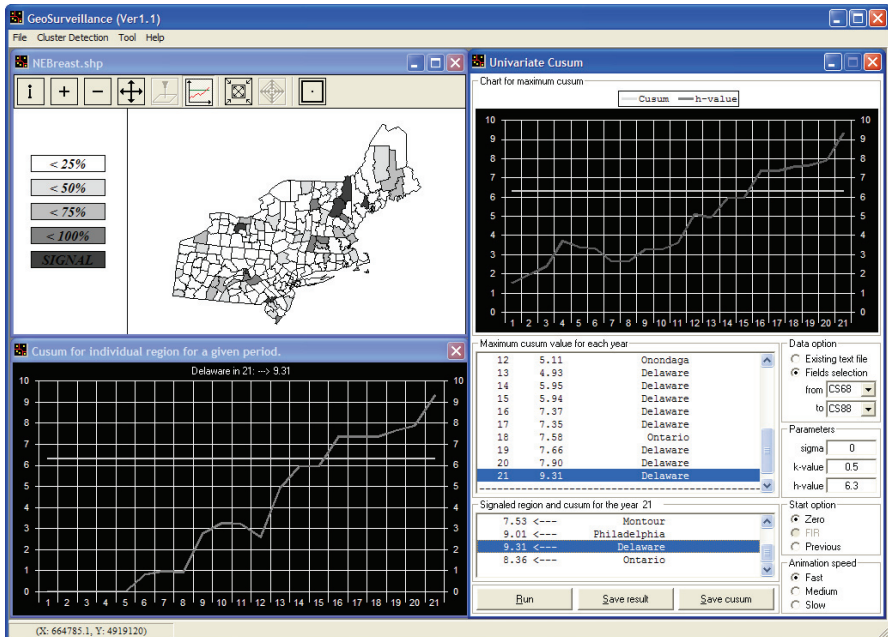 GeoSurveillance (Ver1.1)
File Cluster Detection Tool Help
NEBreast.shp
i + −
< 25%
< 50%
< 75%
< 100%
SIGNAL
Cusum for individual region for a given period.
Delaware in 21: ---> 9.31
10 10
9 9
8 8
7 7
6 6
5 5
4 4
3 3
2 2
1 1
0 0
1 2 3 4 5 6 7 8 9 10 11 12 13 14 15 16 17 18 19 20 21
(X: 664785.1, Y: 4919120)
Univariate Cusum
Chart for maximum cusum
Cusum h-value
10 10
9 9
8 8
7 7
6 6
5 5
4 4
3 3
2 2
1 1
0 0
1 2 3 4 5 6 7 8 9 10 11 12 13 14 15 16 17 18 19 20 21
Maximum cusum value for each year
12 5.11 Onondaga
13 4.93 Delaware
14 5.95 Delaware
15 5.94 Delaware
16 7.37 Delaware
17 7.35 Delaware
18 7.58 Ontario
19 7.66 Delaware
20 7.90 Delaware
21 9.31 Delaware
Signaled region and cusum for the year 21
7.53 <--- Montour
9.01 <--- Philadelphia
9.31 <--- Delaware
8.36 <--- Ontario
Run Save result Save cusum
Data option
Existing text file
Fields selection
from CS68
to CS88
Parameters
sigma 0
k-value 0.5
h-value 6.3
Start option
Zero
FIR
Previous
Animation speed
Fast
Medium
Slow